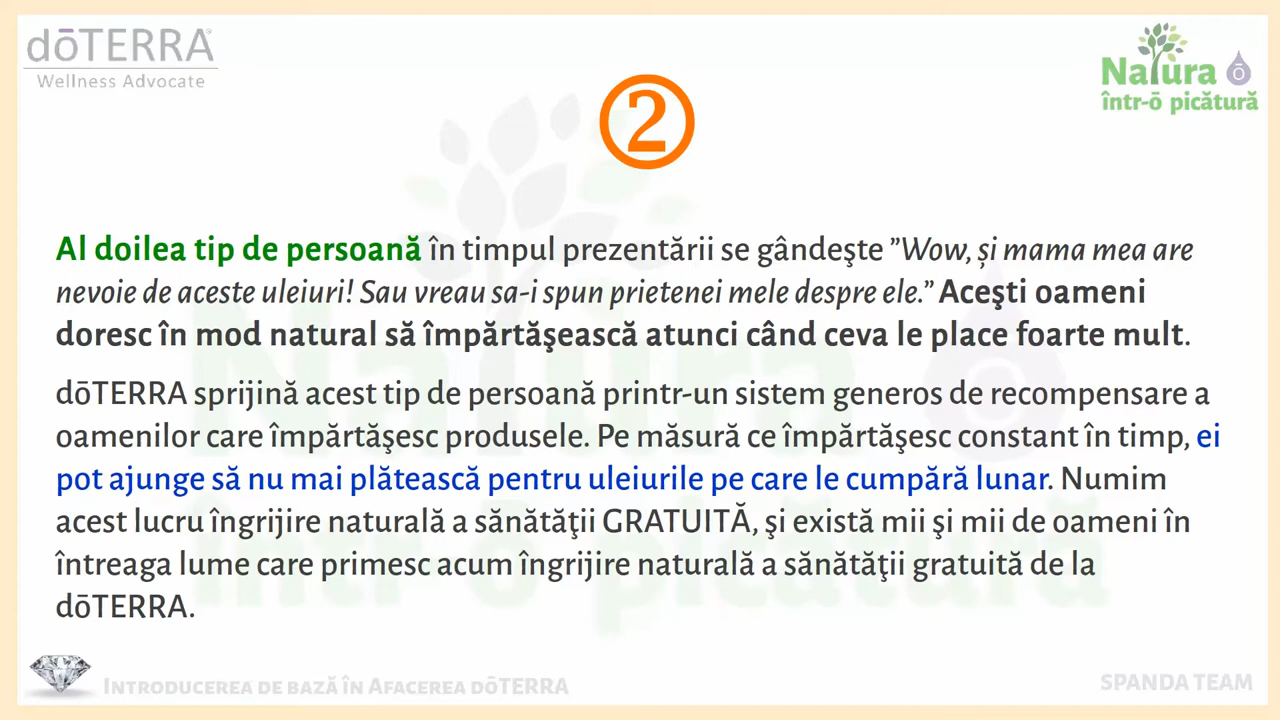 dōTERRA
Wellness Advocate
Natura ō
într-ō picătură
2
Al doilea tip de persoană în timpul prezentării se gândeşte ”Wow, și mama mea are
nevoie de aceste uleiuri! Sau vreau sa-i spun prietenei mele despre ele.” Aceşti oameni
doresc în mod natural să împărtăşească atunci când ceva le place foarte mult.
dōTERRA sprijină acest tip de persoană printr-un sistem generos de recompensare a
oamenilor care împărtăşesc produsele. Pe măsură ce împărtăşesc constant în timp, ei
pot ajunge să nu mai plătească pentru uleiurile pe care le cumpără lunar. Numim
acest lucru îngrijire naturală a sănătăţii GRATUITĂ, şi există mii şi mii de oameni în
întreaga lume care primesc acum îngrijire naturală a sănătăţii gratuită de la
dōTERRA.
Introducerea de bază în Afacerea dōTERRA
SPANDA TEAM